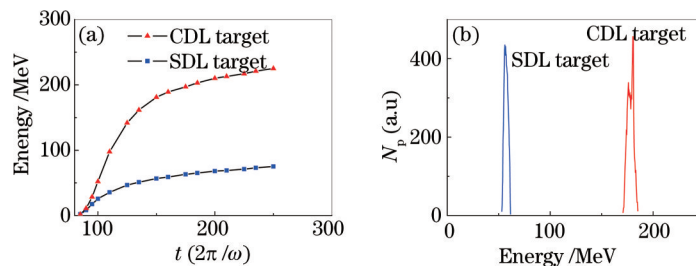 (a)
CDL target
SDL target
Energy /MeV
300
200
100
0
100
200
300
t (2π/ω)
(b)
CDL target
SDL target
N_p (a.u)
400
200
0
0
100
200
Energy /MeV